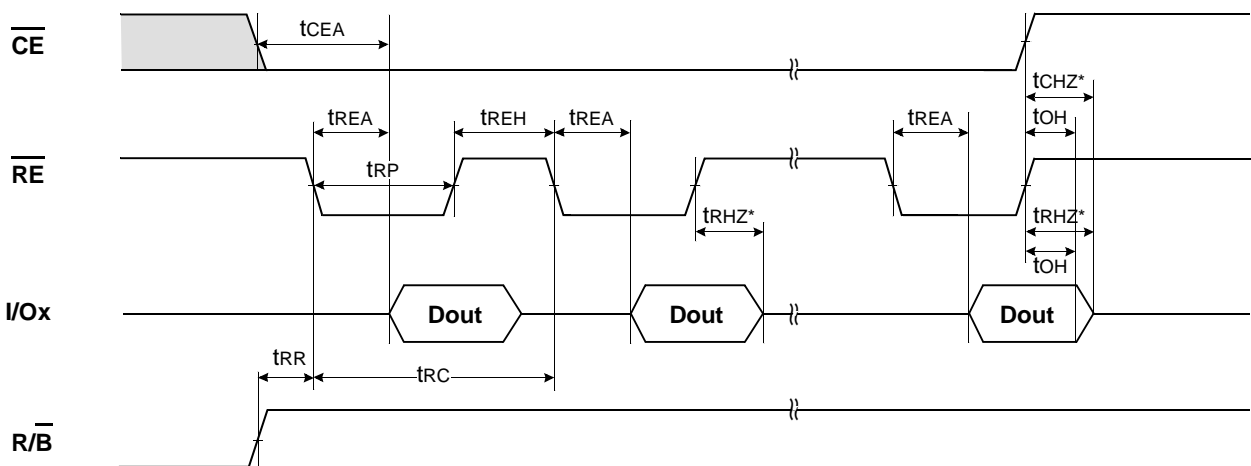 CE
tCEA
tCHZ*
tREA
tREH
tREA
tREA
tOH
RE
tRP
tRHZ*
tRHZ*
tOH
I/Ox
Dout
Dout
Dout
tRR
tRC
R/B